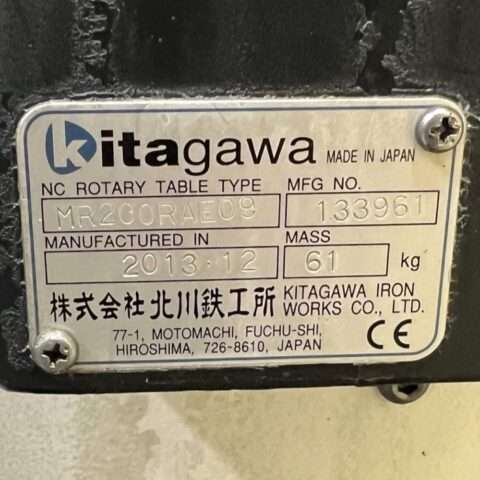 kitagawa MADE IN JAPAN
NC ROTARY TABLE TYPE MFG NO.
MR200RAE09 133961
MANUFACTURED IN MASS
2013·12 61 kg
株式会社 北川鉄工所 KITAGAWA IRON WORKS CO., LTD.
77-1, MOTOMACHI, FUCHU-SHI,
HIROSHIMA, 726-8610, JAPAN
CE